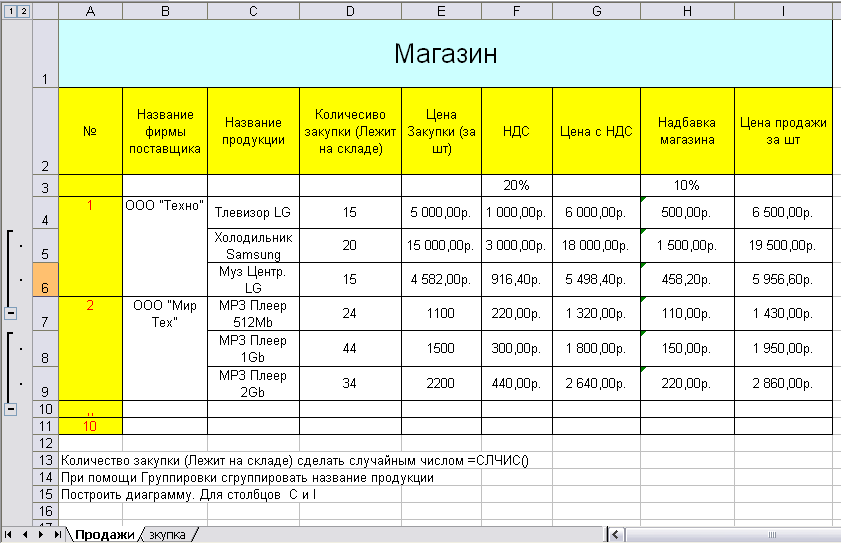 1 2
A B C D E F G H I
1 Магазин
2 № Название фирмы поставщика Название продукции Количесиво закупки (Лежит на складе) Цена Закупки (за шт) НДС Цена с НДС Надбавка магазина Цена продажи за шт
3 20% 10%
4 1 ООО "Техно" Тлевизор LG 15 5 000,00р. 1 000,00р. 6 000,00р. 500,00р. 6 500,00р.
5 Холодильник Samsung 20 15 000,00р. 3 000,00р. 18 000,00р. 1 500,00р. 19 500,00р.
6 Муз Центр. LG 15 4 582,00р. 916,40р. 5 498,40р. 458,20р. 5 956,60р.
7 2 ООО "Мир Тех" МРЗ Плеер 512Mb 24 1100 220,00р. 1 320,00р. 110,00р. 1 430,00р.
8 МРЗ Плеер 1Gb 44 1500 300,00р. 1 800,00р. 150,00р. 1 950,00р.
9 МРЗ Плеер 2Gb 34 2200 440,00р. 2 640,00р. 220,00р. 2 860,00р.
10 ,,
11 10
12
13 Количество закупки (Лежит на складе) сделать случайным числом =СЛЧИС()
14 При помощи Группировки сгруппировать название продукции
15 Построить диаграмму. Для столбцов C и I
16
17
Продажи зкупка